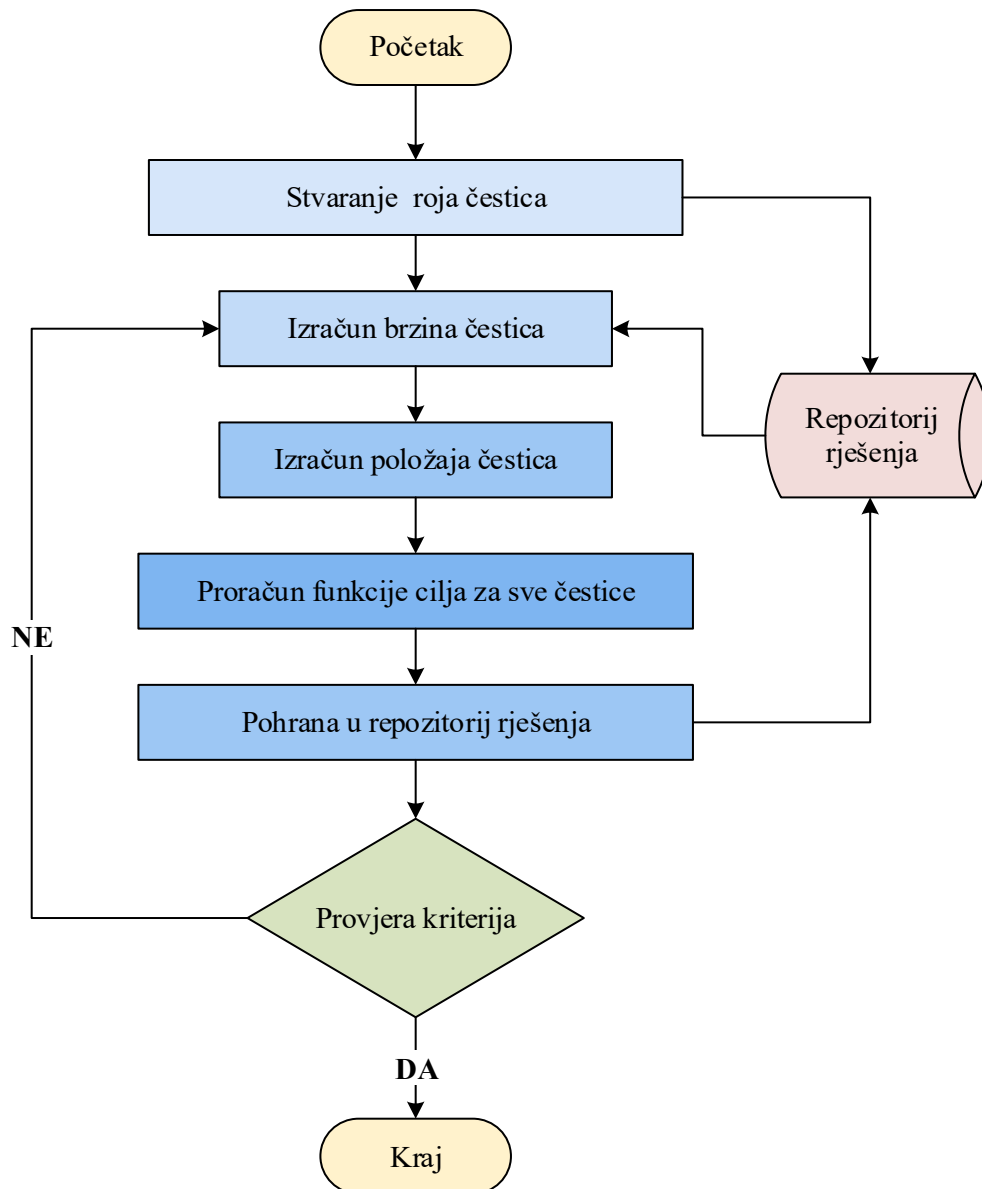 Početak
Stvaranje roja čestica
Izračun brzina čestica
Repozitorij
rješenja
Izračun položaja čestica
Proračun funkcije cilja za sve čestice
NE
Pohrana u repozitorij rješenja
Provjera kriterija
DA
Kraj